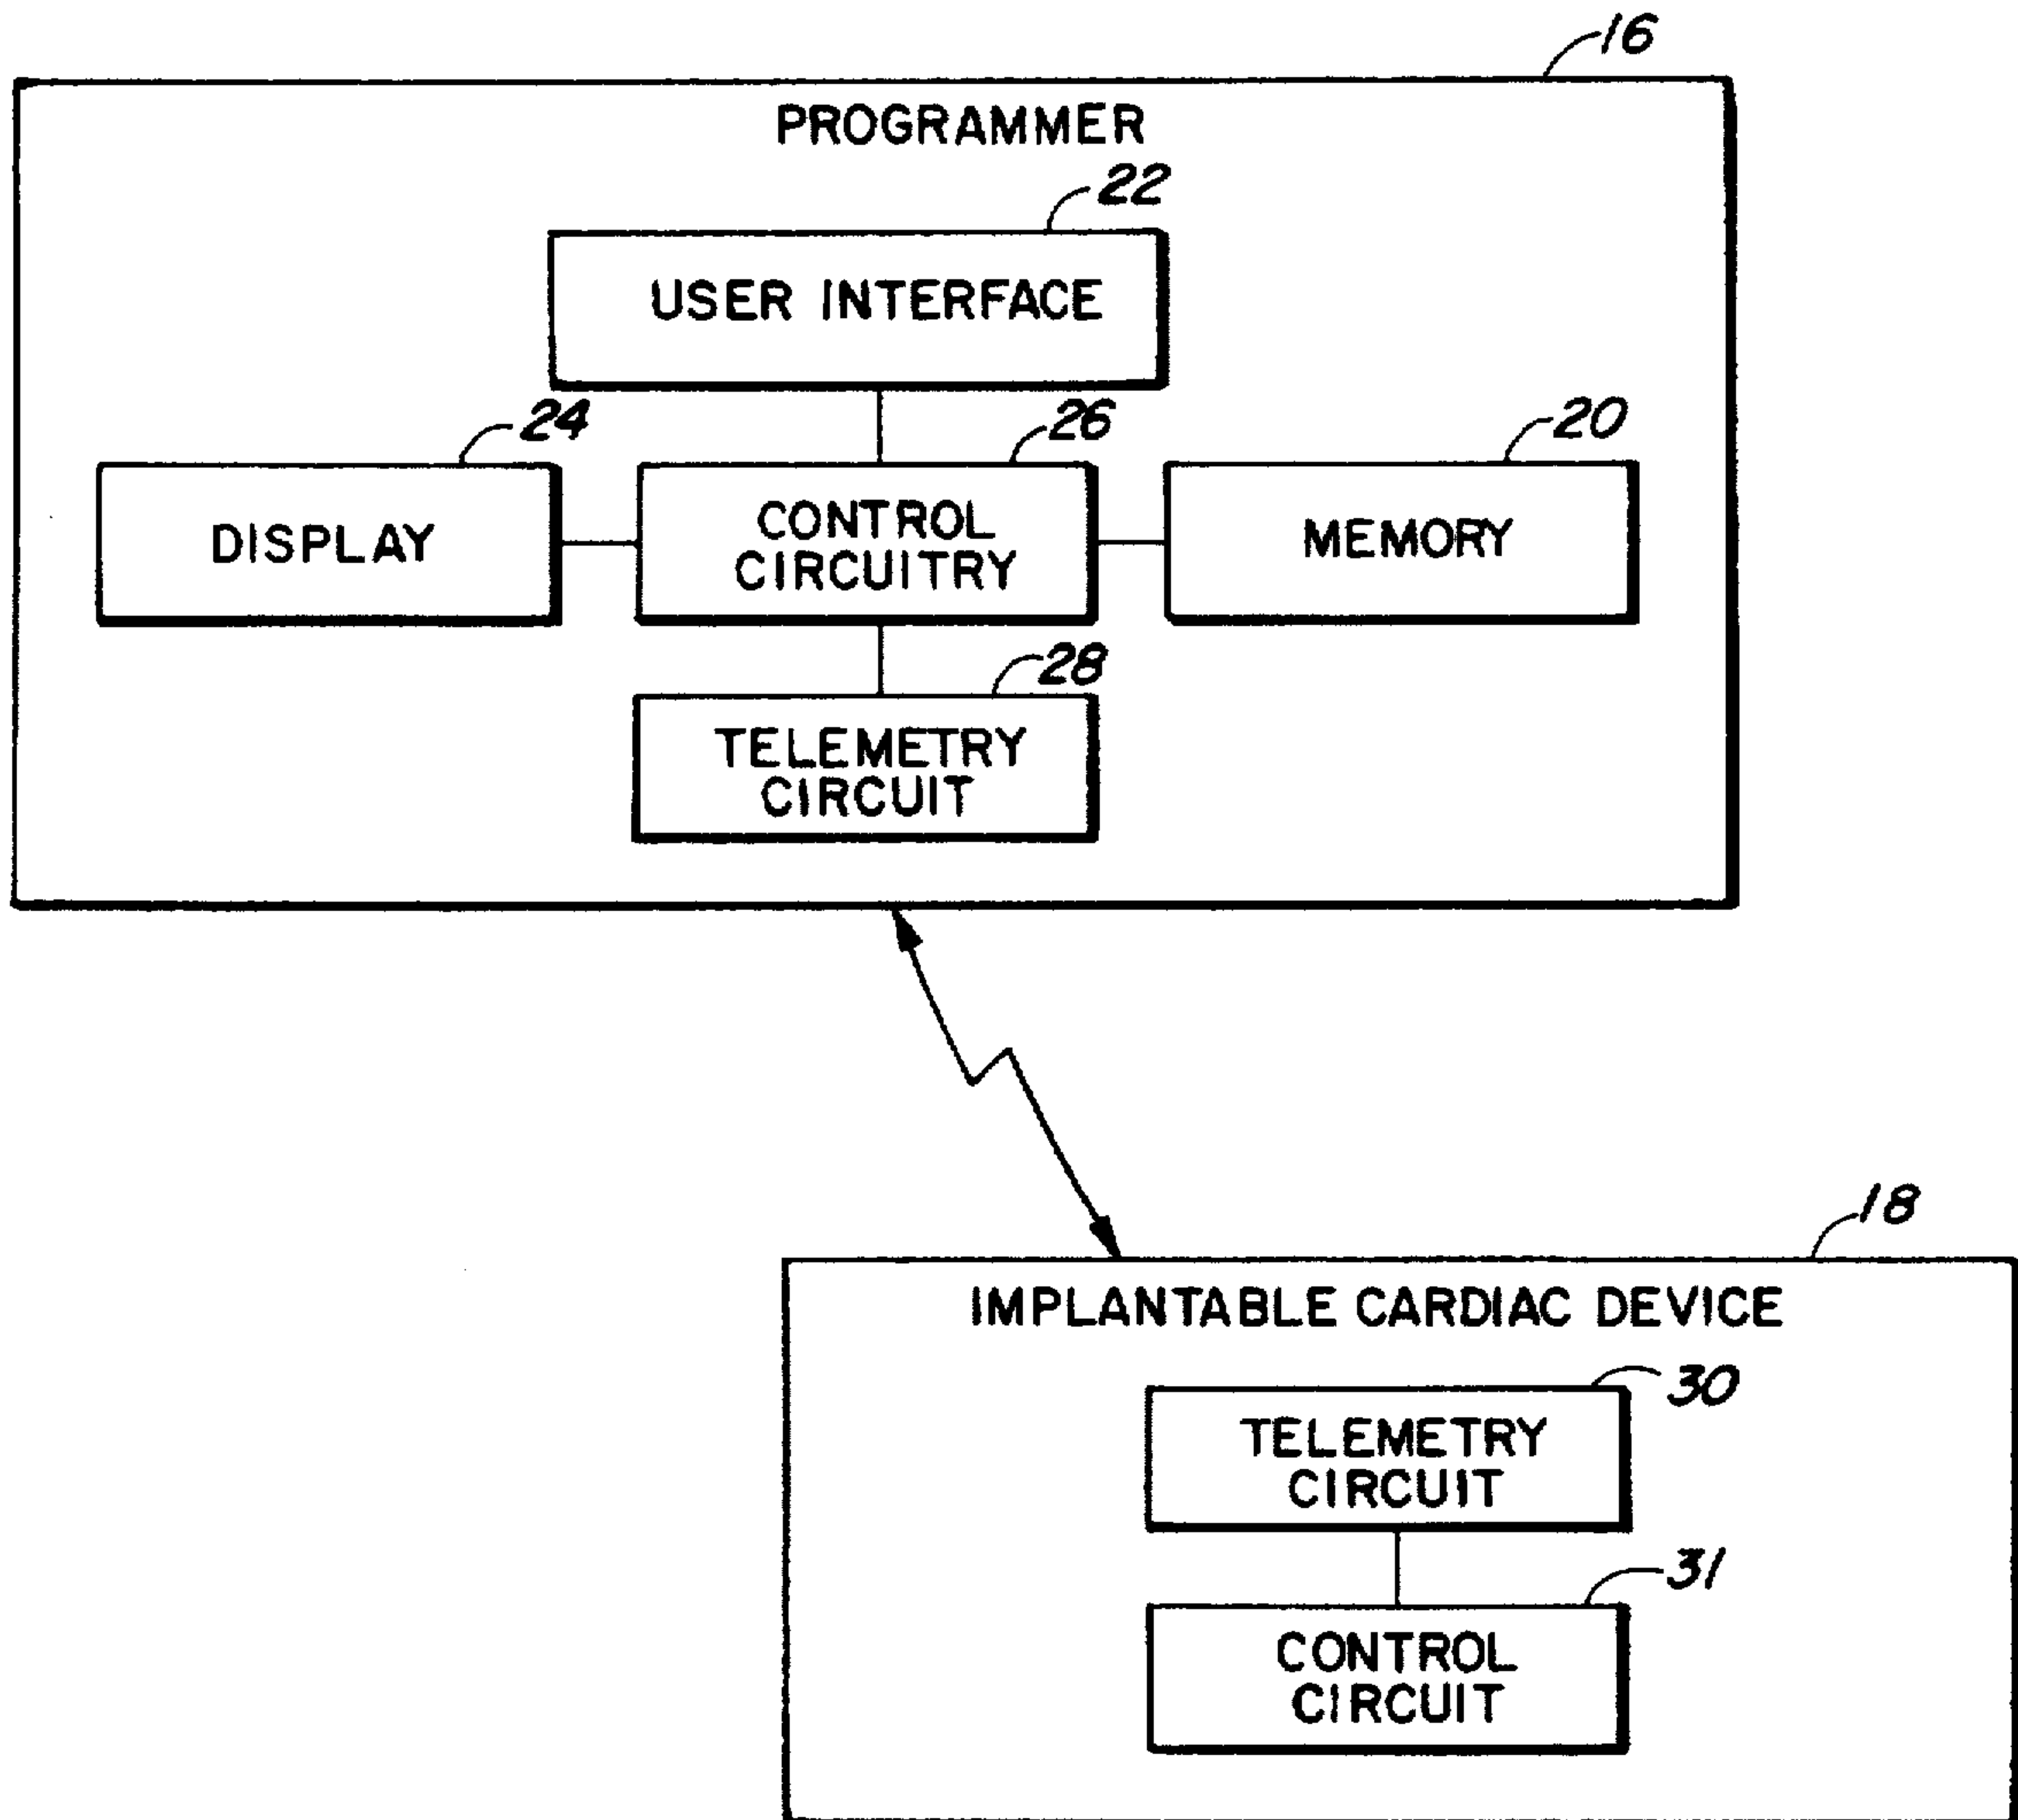 16
PROGRAMMER
22
USER INTERFACE
24
26
20
DISPLAY
CONTROL
CIRCUITRY
MEMORY
28
TELEMETRY
CIRCUIT
18
IMPLANTABLE CARDIAC DEVICE
30
TELEMETRY
CIRCUIT
31
CONTROL
CIRCUIT